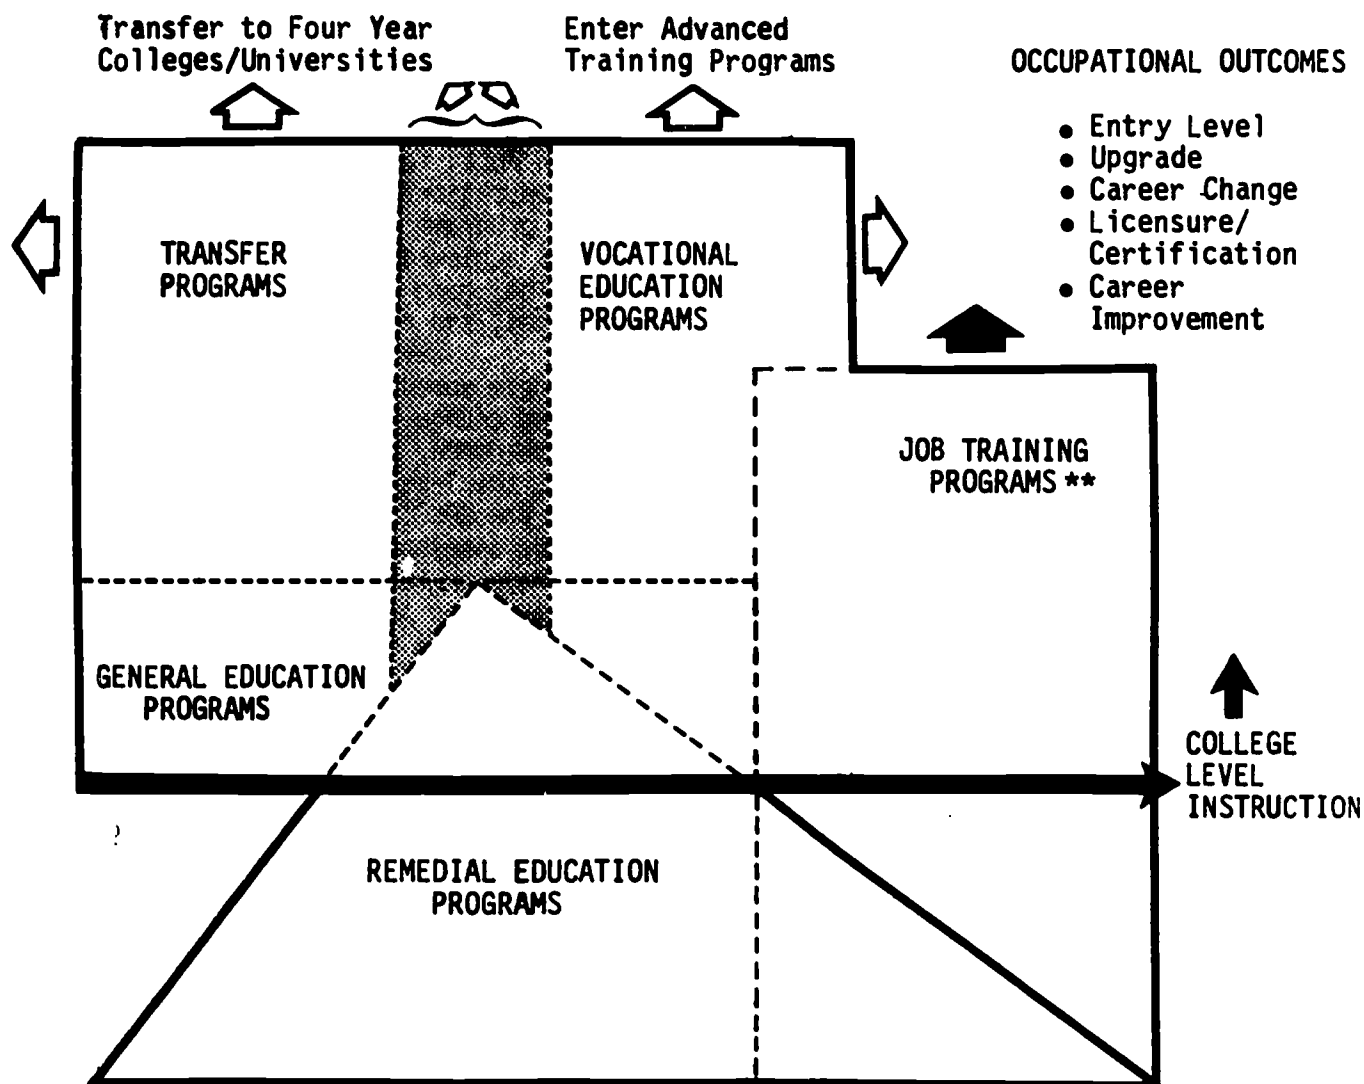 Transfer to Four Year
Colleges/Universities
Enter Advanced
Training Programs
OCCUPATIONAL OUTCOMES
• Entry Level
• Upgrade
• Career Change
• Licensure/
Certification
• Career
Improvement
TRANSFER
PROGRAMS
VOCATIONAL
EDUCATION
PROGRAMS
JOB TRAINING
PROGRAMS **
GENERAL EDUCATION
PROGRAMS
COLLEGE
LEVEL
INSTRUCTION
REMEDIAL EDUCATION
PROGRAMS